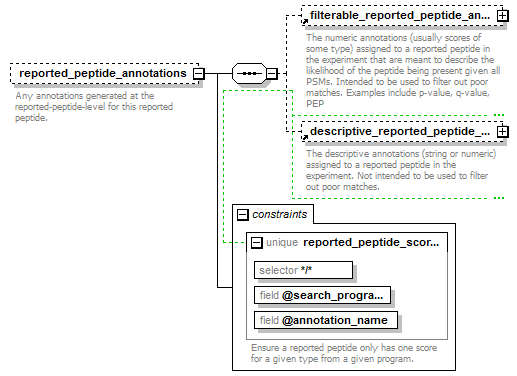 filterable_reported_peptide_an...
The numeric annotations (usually scores of
some type) assigned to a reported peptide in
the experiment that are meant to describe the
likelihood of the peptide being present given all
PSMs. Intended to be used to filter out poor
matches. Examples include p-value, q-value,
PEP
reported_peptide_annotations
Any annotations generated at the
reported-peptide-level for this reported
peptide.
descriptive_reported_peptide_...
The descriptive annotations (string or numeric)
assigned to a reported peptide in the
experiment. Not intended to be used to filter
out poor matches.
constraints
unique reported_peptide_scor...
selector */*
field @search_progra...
field @annotation_name
Ensure a reported peptide only has one score
for a given type from a given program.